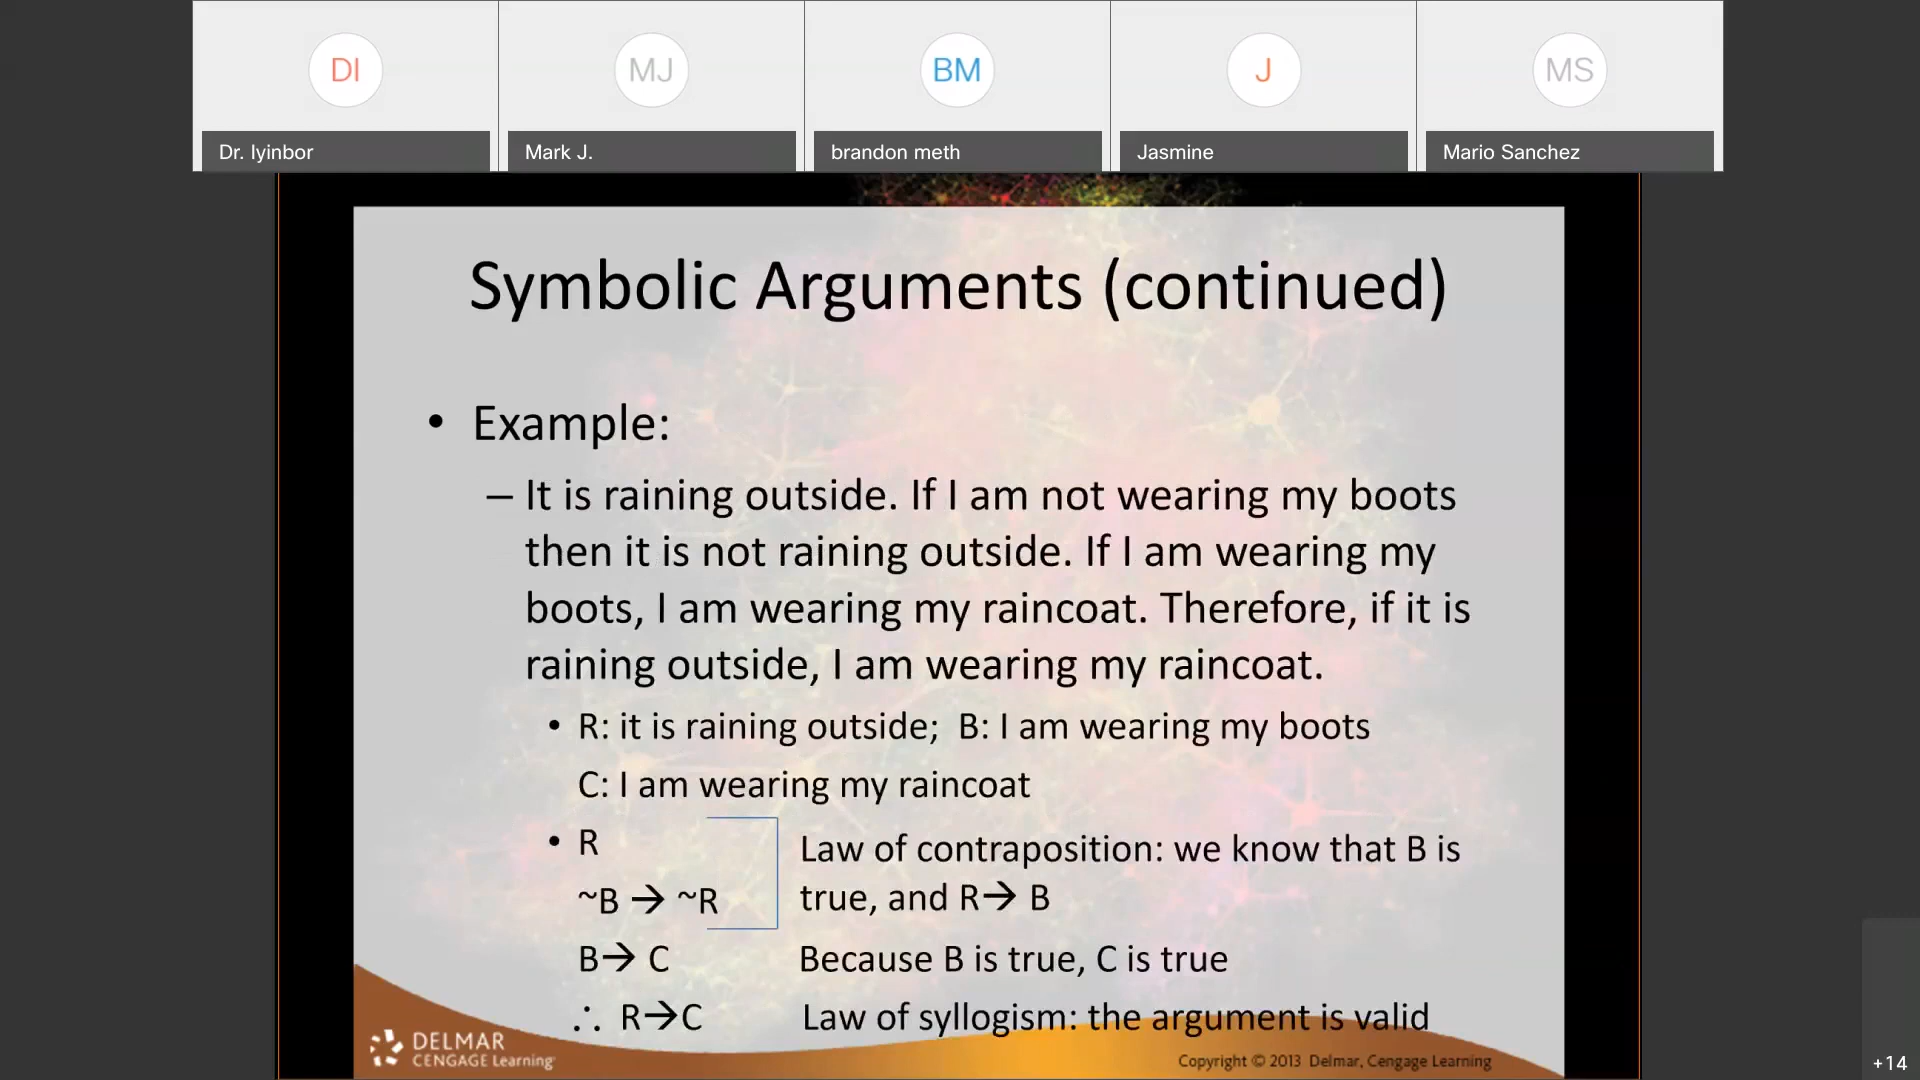 DI
MJ
BM
J
MS
Dr. Iyinbor
Mark J.
brandon meth
Jasmine
Mario Sanchez
Symbolic Arguments (continued)
• Example:
– It is raining outside. If I am not wearing my boots
then it is not raining outside. If I am wearing my
boots, I am wearing my raincoat. Therefore, if it is
raining outside, I am wearing my raincoat.
• R: it is raining outside; B: I am wearing my boots
C: I am wearing my raincoat
• R
Law of contraposition: we know that B is
~B → ~R
true, and R→ B
B→ C
Because B is true, C is true
∴ R→C
Law of syllogism: the argument is valid
DELMAR
CENGAGE Learning
Copyright © 2013 Delmar, Cengage Learning
+14